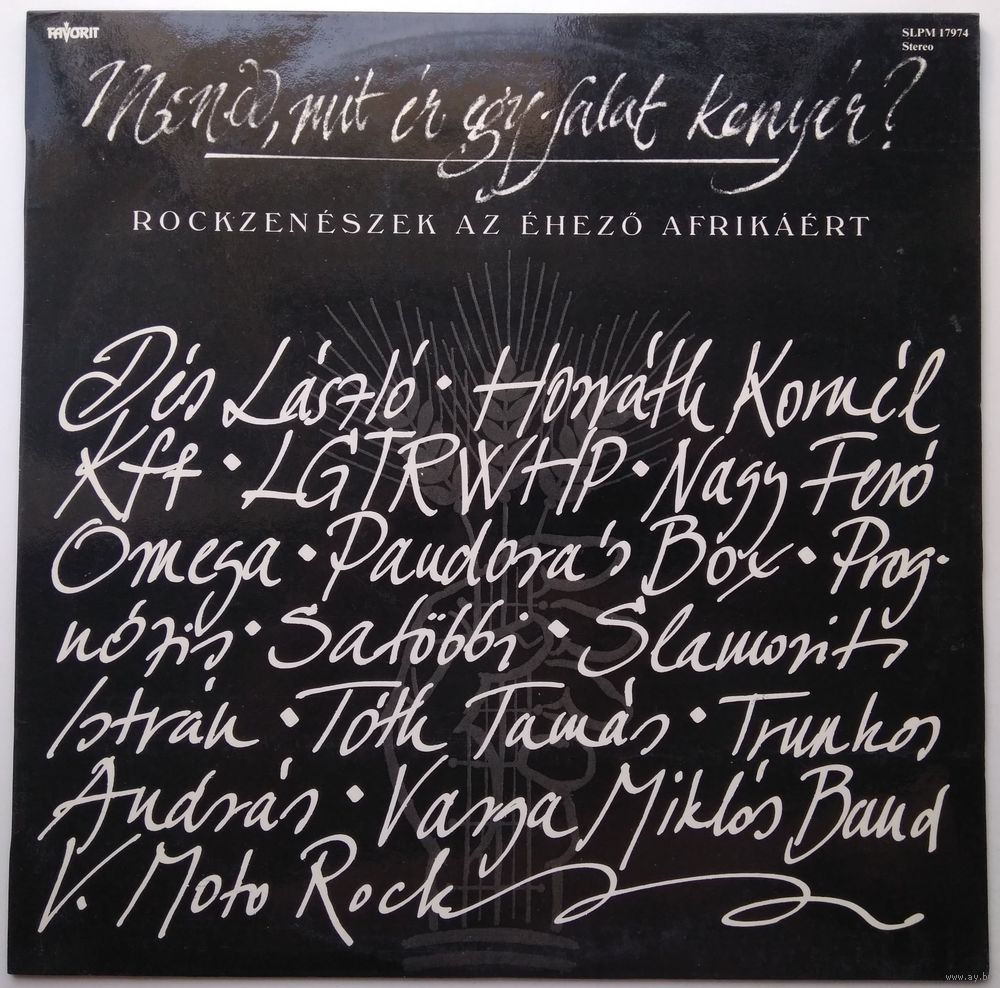 FAVORIT
SLPM 17974
Stereo
Mondd, mit ér egy falat kenyér?
ROCKZENÉSZEK AZ ÉHEZŐ AFRIKÁÉRT
Dés László • Horváth Kornél
Kft • LGTRWHP • Nagy Feró
Omega • Pandora's Box • Prog-
nózis • Satöbbi • Slamovits
István • Tóth Tamás • Trunkos
András • Varga Miklós Band
V. Moto Rock